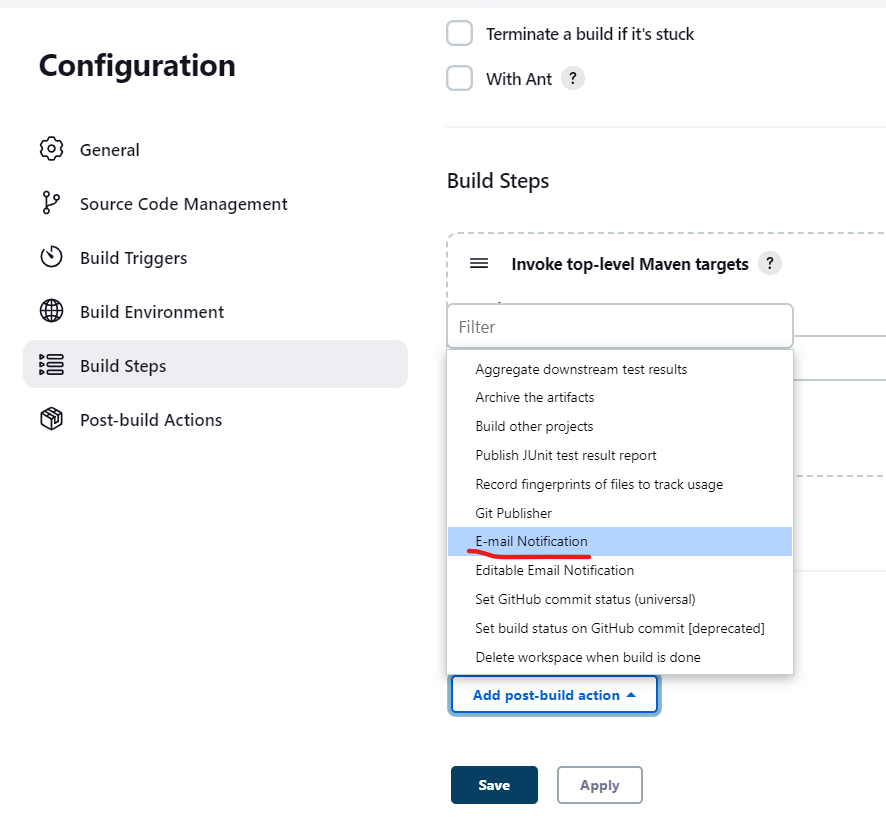 Configuration
General
Source Code Management
Build Triggers
Build Environment
Build Steps
Post-build Actions
Terminate a build if it's stuck
With Ant ?
Build Steps
Invoke top-level Maven targets ?
Filter
Aggregate downstream test results
Archive the artifacts
Build other projects
Publish JUnit test result report
Record fingerprints of files to track usage
Git Publisher
E-mail Notification
Editable Email Notification
Set GitHub commit status (universal)
Set build status on GitHub commit [deprecated]
Delete workspace when build is done
Add post-build action
Save
Apply